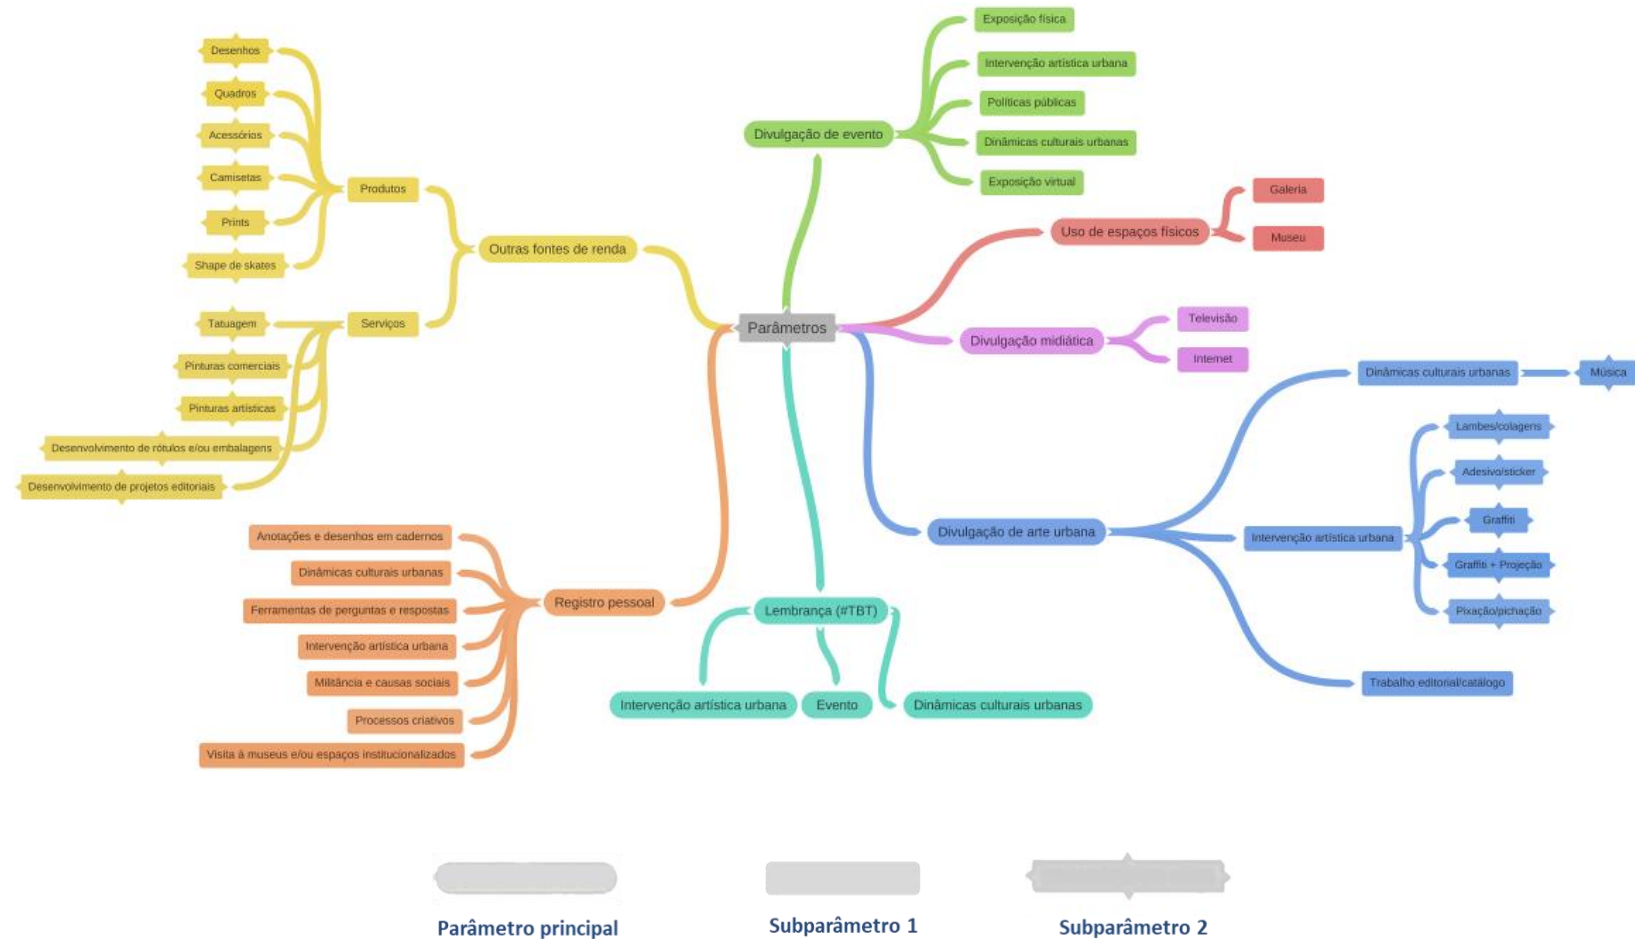 Parâmetros
Divulgação de evento
Exposição física
Intervenção artística urbana
Políticas públicas
Dinâmicas culturais urbanas
Exposição virtual
Uso de espaços físicos
Galeria
Museu
Divulgação midiática
Televisão
Internet
Divulgação de arte urbana
Dinâmicas culturais urbanas
Música
Intervenção artística urbana
Lambes/colagens
Adesivo/sticker
Graffiti
Graffiti + Projeção
Pixação/pichação
Trabalho editorial/catálogo
Lembrança (#TBT)
Intervenção artística urbana
Evento
Dinâmicas culturais urbanas
Registro pessoal
Anotações e desenhos em cadernos
Dinâmicas culturais urbanas
Ferramentas de perguntas e respostas
Intervenção artística urbana
Militância e causas sociais
Processos criativos
Visita à museus e/ou espaços institucionalizados
Outras fontes de renda
Produtos
Desenhos
Quadros
Acessórios
Camisetas
Prints
Shape de skates
Serviços
Tatuagem
Pinturas comerciais
Pinturas artísticas
Desenvolvimento de rótulos e/ou embalagens
Desenvolvimento de projetos editoriais
Parâmetro principal
Subparâmetro 1
Subparâmetro 2